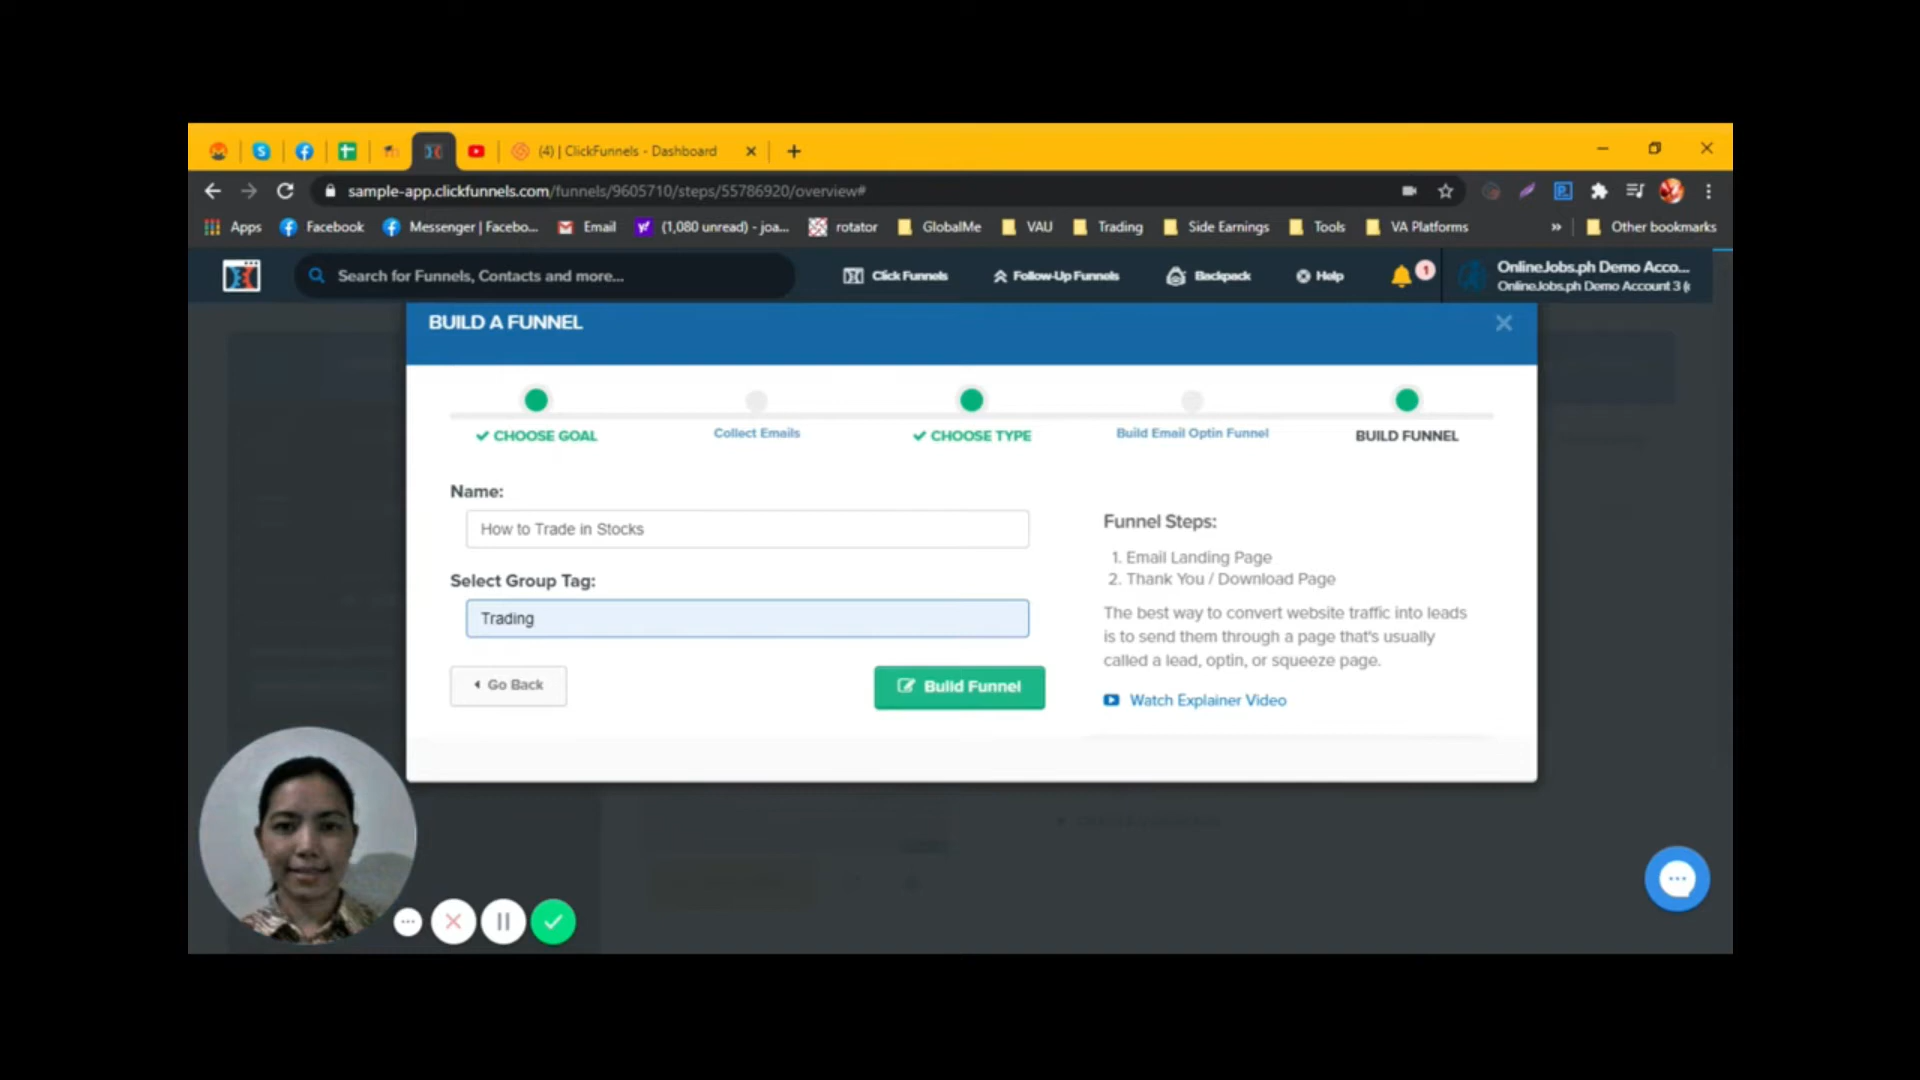 (4) | ClickFunnels - Dashboard
sample-app.clickfunnels.com/funnels/9605710/steps/55786920/overview#
Apps Facebook Messenger | Facebo... Email (1,080 unread) - joa... rotator GlobalMe VAU Trading Side Earnings Tools VA Platforms » Other bookmarks
Search for Funnels, Contacts and more... Click Funnels Follow-Up Funnels Backpack Help 1 OnlineJobs.ph Demo Acco...
OnlineJobs.ph Demo Account 3 (
BUILD A FUNNEL
CHOOSE GOAL Collect Emails CHOOSE TYPE Build Email Optin Funnel BUILD FUNNEL
Name:
How to Trade in Stocks
Select Group Tag:
Trading
Go Back Build Funnel
Funnel Steps:
1. Email Landing Page
2. Thank You / Download Page
The best way to convert website traffic into leads
is to send them through a page that's usually
called a lead, optin, or squeeze page.
Watch Explainer Video